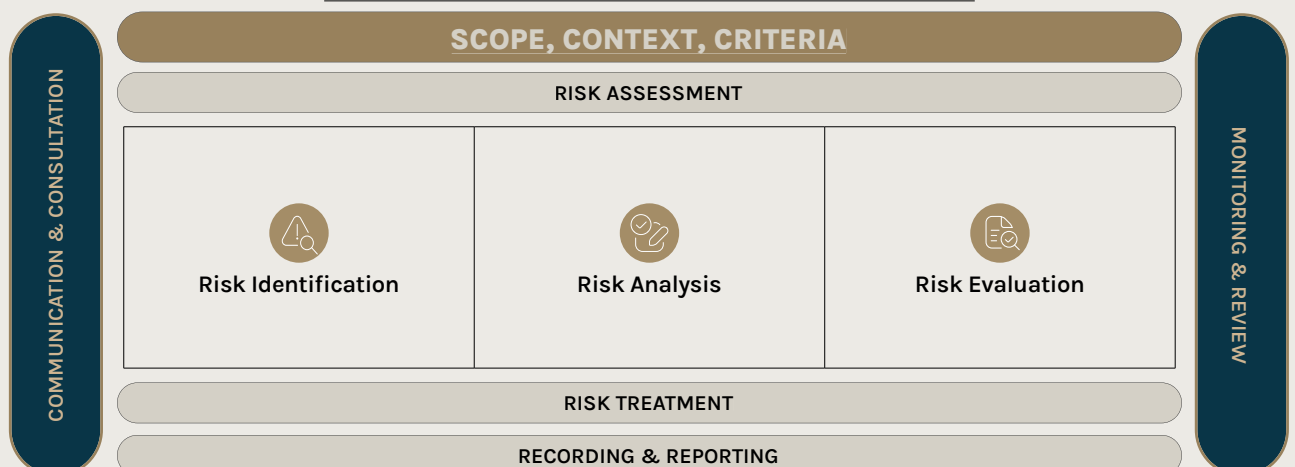 SCOPE, CONTEXT, CRITERIA
COMMUNICATION & CONSULTATION
RISK ASSESSMENT
Risk Identification
Risk Analysis
Risk Evaluation
MONITORING & REVIEW
RISK TREATMENT
RECORDING & REPORTING